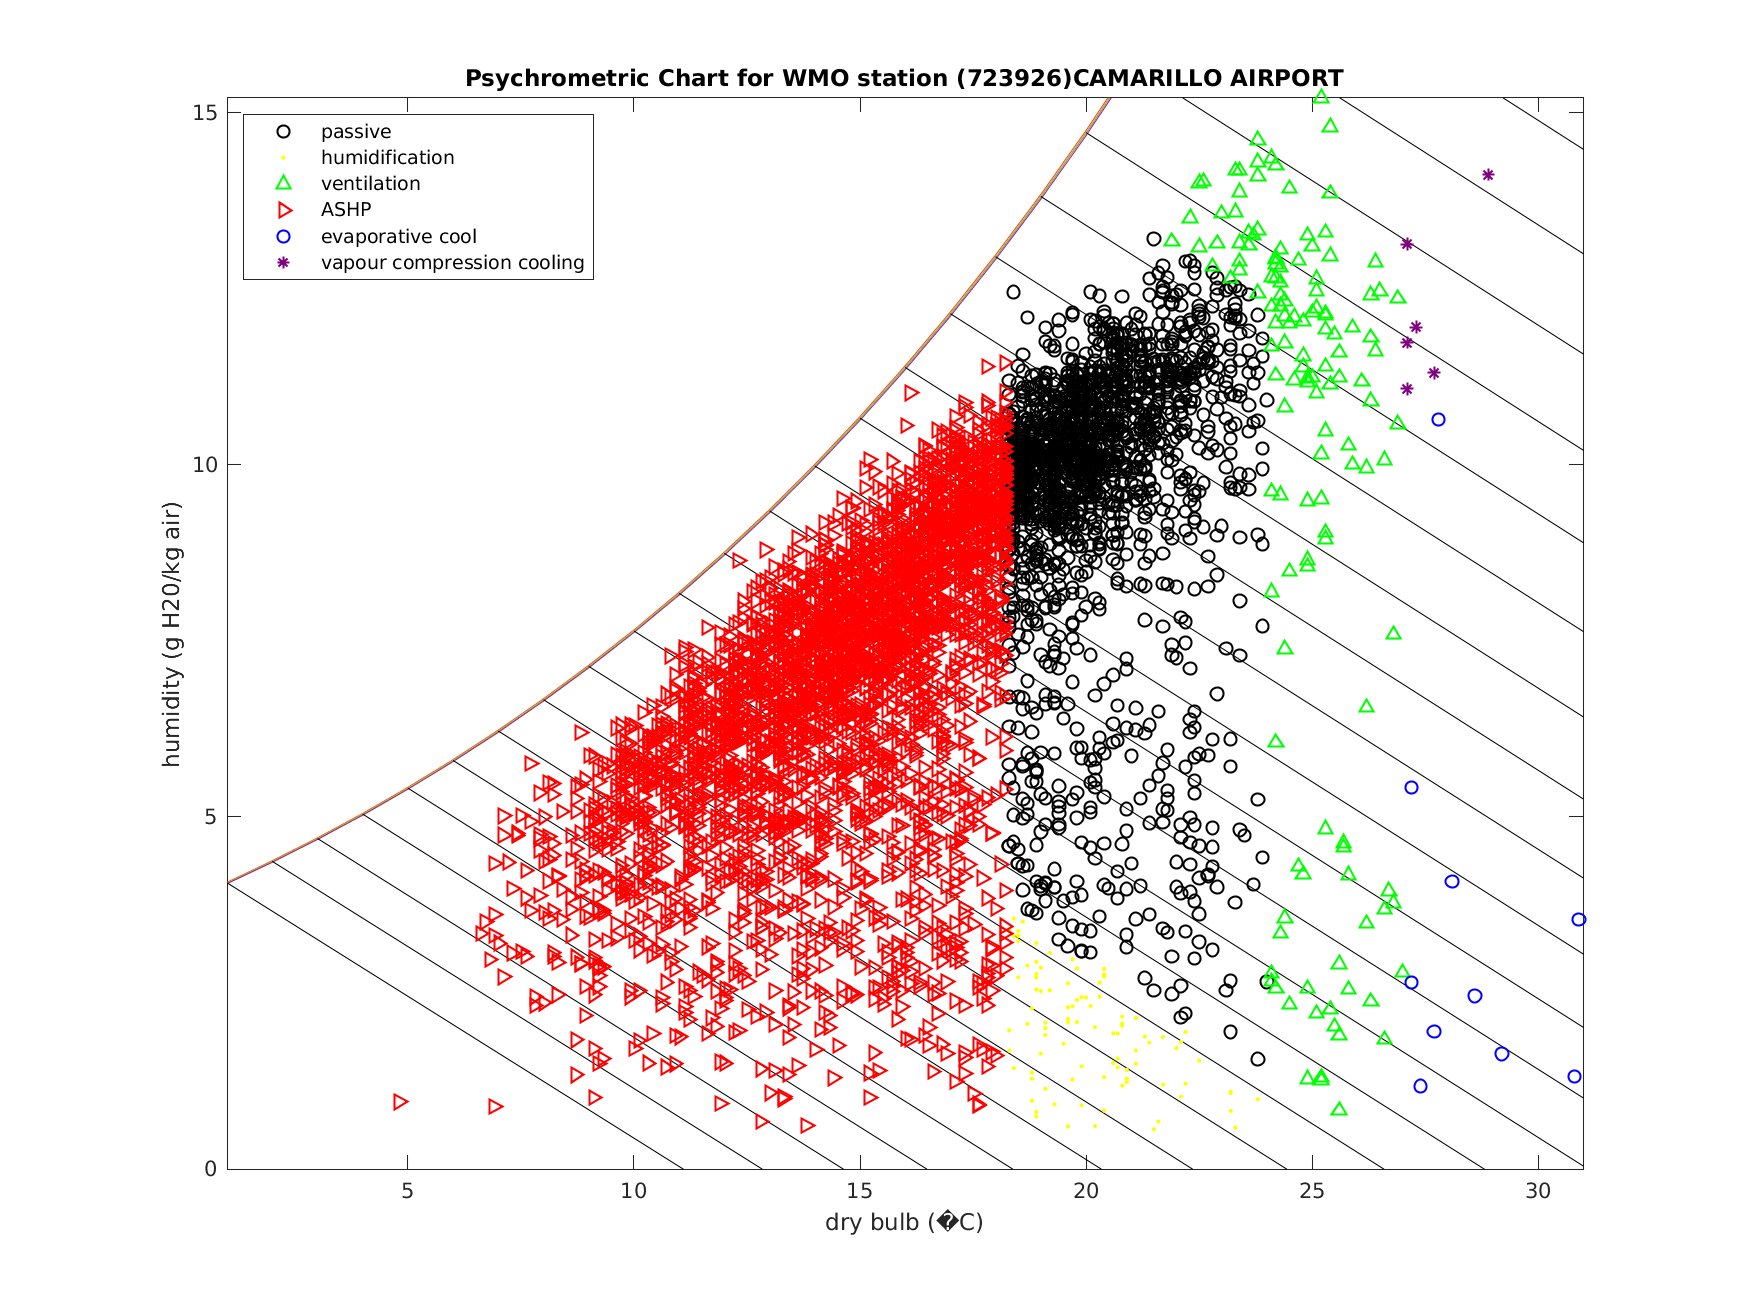 Psychrometric Chart for WMO station (723926)CAMARILLO AIRPORT
15
passive
humidification
ventilation
ASHP
evaporative cool
vapour compression cooling
10
humidity (g H20/kg air)
5
0
5 10 15 20 25 30
dry bulb (�C)